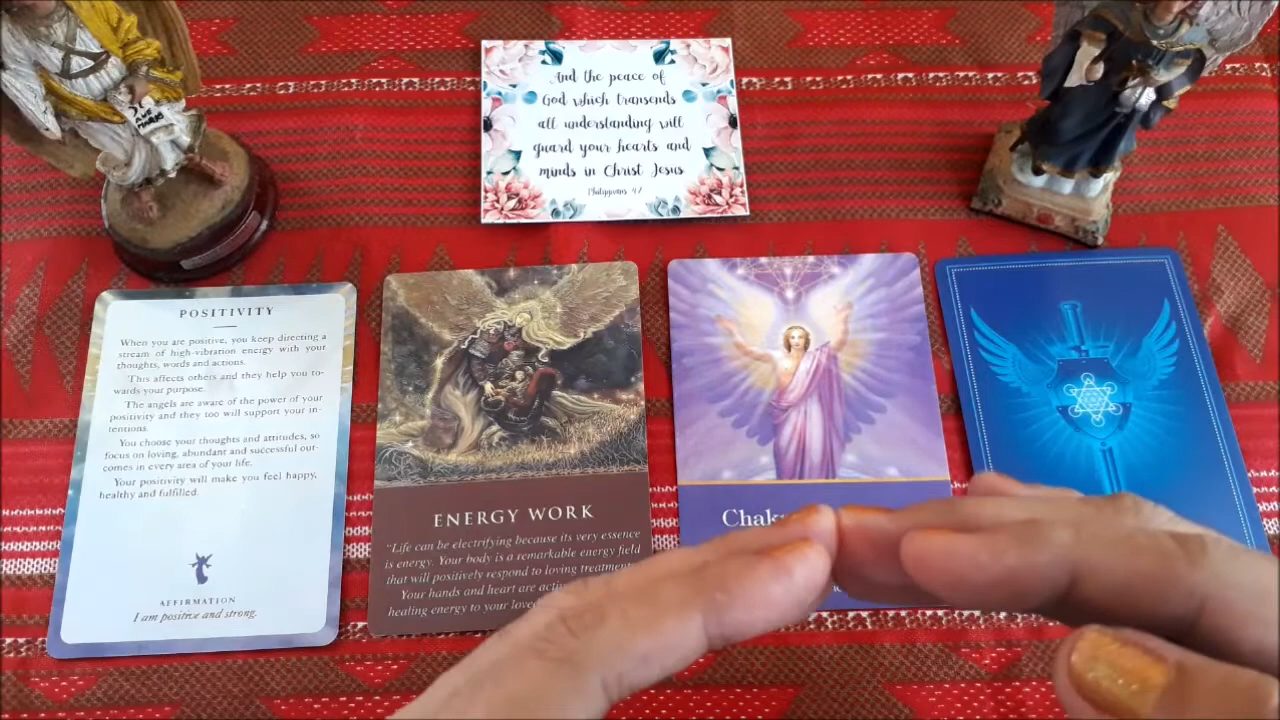 And the peace of
God which transcends
all understanding will
guard your hearts and
minds in Christ Jesus
Philippians 4:7
POSITIVITY
When you are positive, you keep directing a
stream of high-vibration energy with your
thoughts, words and actions.
This affects others and they help you to-
wards your purpose.
The angels are aware of the power of your
positivity and they too will support your in-
tentions.
You choose your thoughts and attitudes, so
focus on loving, abundant and successful out-
comes in every area of your life.
Your positivity will make you feel happy,
healthy and fulfilled.
AFFIRMATION
I am positive and strong.
ENERGY WORK
"Life can be electrifying because its very essence
is energy. Your body is a remarkable energy field
that will positively respond to loving treatment
Your hands and heart are
healing energy to your
Chak